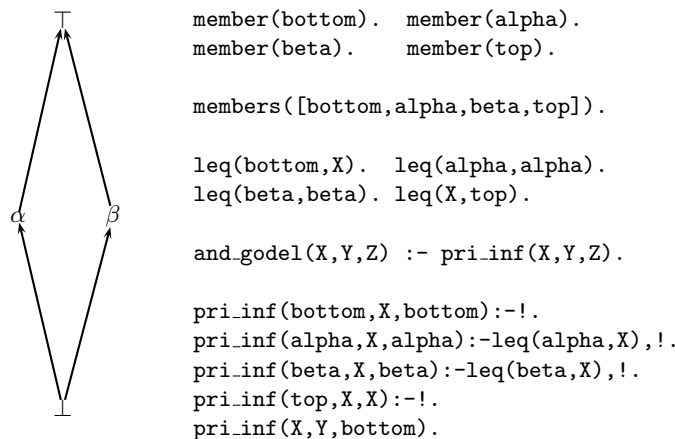 ⊤ member(bottom). member(alpha).
member(beta). member(top).
members([bottom,alpha,beta,top]).
leq(bottom,X). leq(alpha,alpha).
α β leq(beta,beta). leq(X,top).
and_godel(X,Y,Z) :- pri_inf(X,Y,Z).
pri_inf(bottom,X,bottom):-!.
pri_inf(alpha,X,alpha):-leq(alpha,X),!.
pri_inf(beta,X,beta):-leq(beta,X),!.
⊥ pri_inf(top,X,X):-!.
pri_inf(X,Y,bottom).